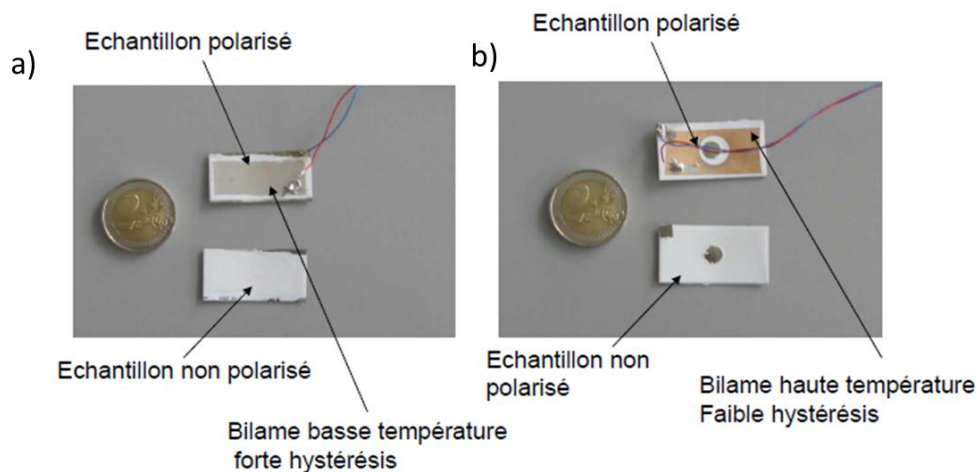 a)
Echantillon polarisé
Echantillon non polarisé
Bilame basse température
forte hystérésis
b)
Echantillon polarisé
Echantillon non
polarisé
Bilame haute température
Faible hystérésis